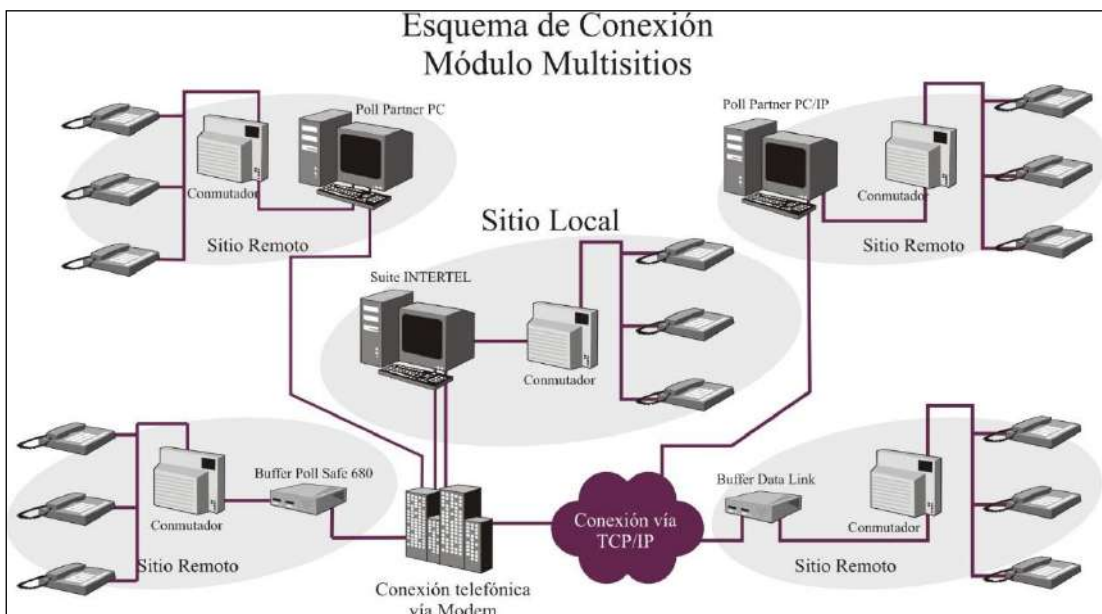 Esquema de Conexión
Módulo Multisitios
Poll Partner PC
Conmutador
Sitio Remoto
Poll Partner PC/IP
Conmutador
Sitio Remoto
Sitio Local
Suite INTERTEL
Conmutador
Buffer Poll Safe 680
Conmutador
Sitio Remoto
Conexión telefónica
vía Modem
Conexión vía
TCP/IP
Buffer Data Link
Conmutador
Sitio Remoto